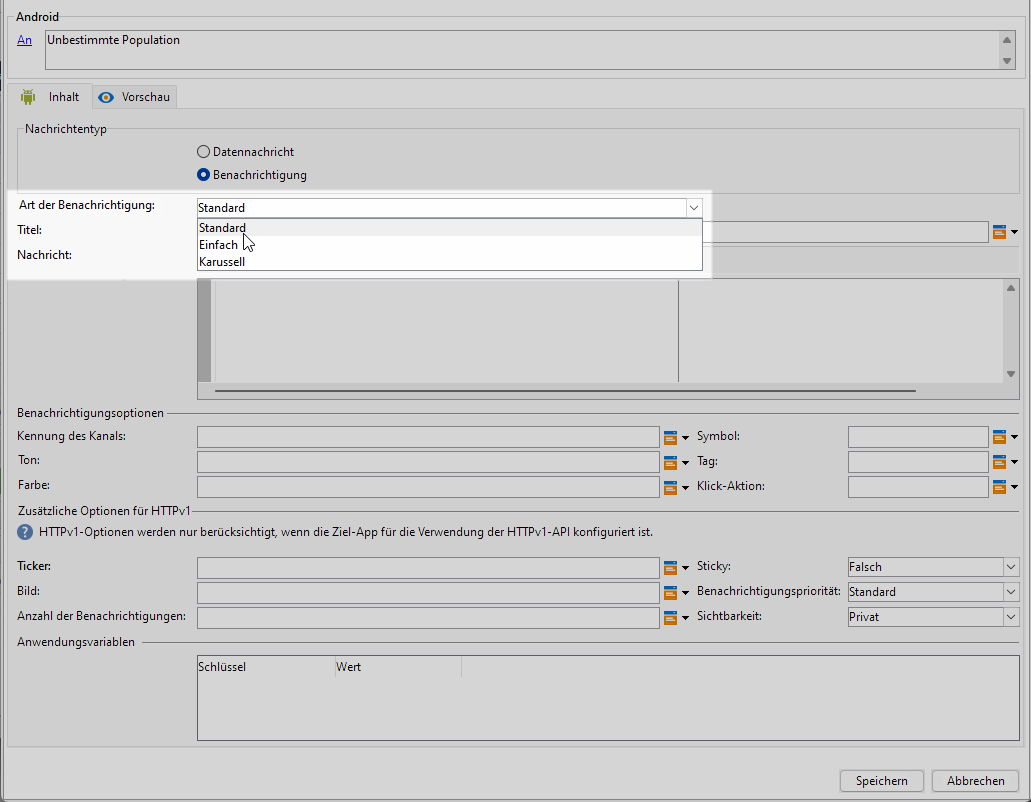 Android
An
Unbestimmte Population
Inhalt
Vorschau
Nachrichtentyp
Datennachricht
Benachrichtigung
Art der Benachrichtigung:
Standard
Standard
Titel:
Einfach
Nachricht:
Karussell
Benachrichtigungsoptionen
Kennung des Kanals:
Symbol:
Ton:
Tag:
Farbe:
Klick-Aktion:
Zusätzliche Optionen für HTTPv1
HTTPv1-Optionen werden nur berücksichtigt, wenn die Ziel-App für die Verwendung der HTTPv1-API konfiguriert ist.
Ticker:
Sticky:
Falsch
Bild:
Benachrichtigungspriorität:
Standard
Anzahl der Benachrichtigungen:
Sichtbarkeit:
Privat
Anwendungsvariablen
Schlüssel
Wert
Speichern
Abbrechen